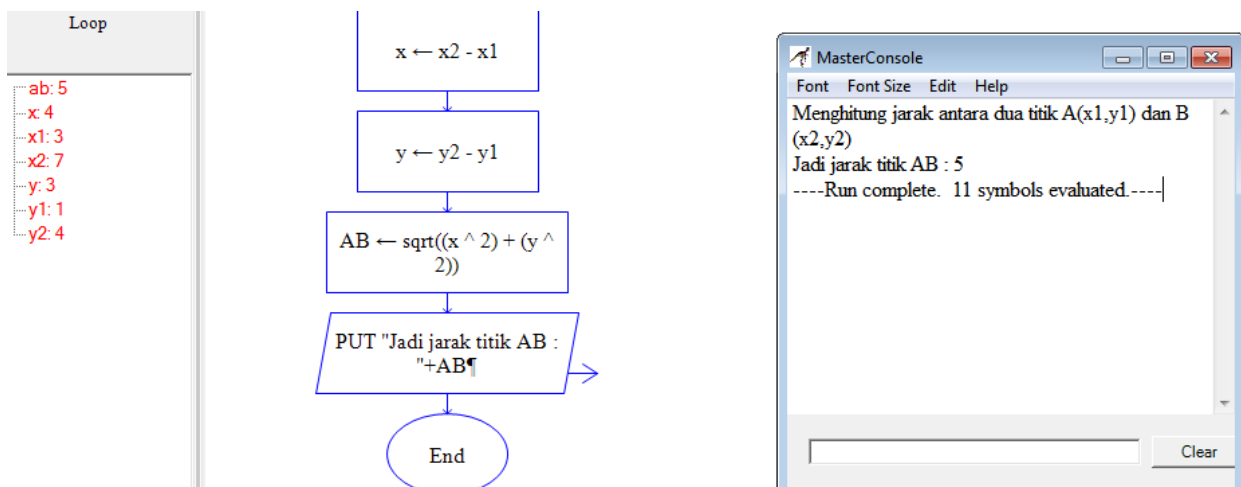 Loop
ab: 5
x: 4
x1: 3
x2: 7
y: 3
y1: 1
y2: 4
x ← x2 - x1
y ← y2 - y1
AB ← sqrt((x ^ 2) + (y ^
2))
PUT "Jadi jarak titik AB :
"+AB¶
End
MasterConsole
Font Font Size Edit Help
Menghitung jarak antara dua titik A(x1,y1) dan B
(x2,y2)
Jadi jarak titik AB : 5
----Run complete. 11 symbols evaluated.----
Clear